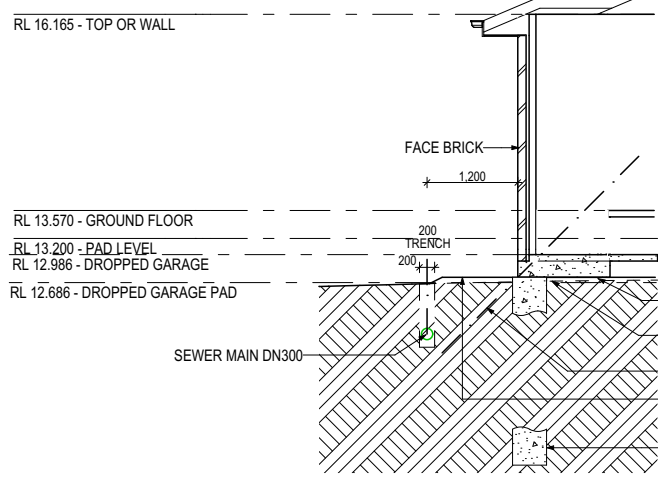 RL 16.165 - TOP OR WALL
FACE BRICK
1,200
RL 13.570 - GROUND FLOOR
200
TRENCH
RL 13.200 - PAD LEVEL
200
RL 12.986 - DROPPED GARAGE
RL 12.686 - DROPPED GARAGE PAD
SEWER MAIN DN300